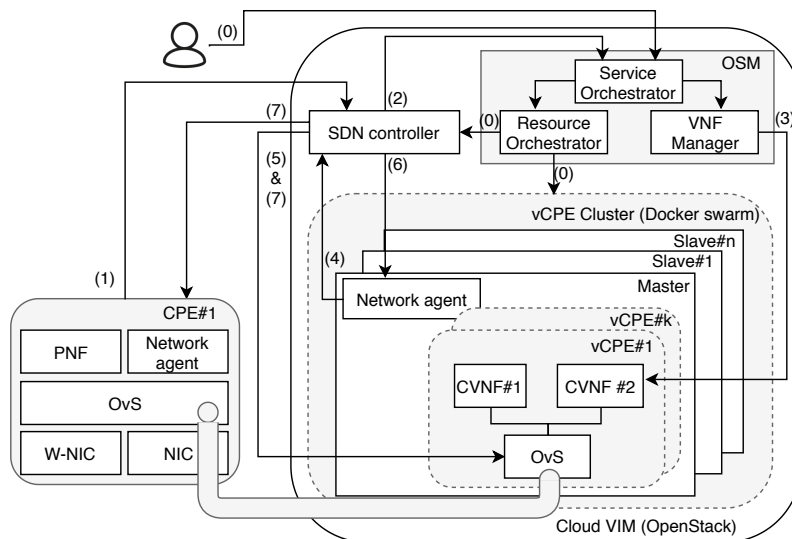 (0)
OSM
Service
Orchestrator
(2)
(7)
SDN controller
(0)
Resource
Orchestrator
VNF
Manager
(3)
(5)
&
(7)
(6)
(0)
vCPE Cluster (Docker swarm)
Slave#n
Slave#1
(4)
Master
(1)
Network agent
CPE#1
vCPE#k
PNF
Network
agent
vCPE#1
CVNF#1
CVNF #2
OvS
W-NIC
NIC
OvS
Cloud VIM (OpenStack)